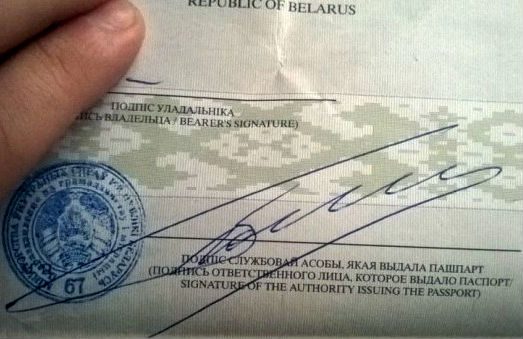 REPUBLIC OF BELARUS
ПОДПІС УЛАДАЛЬНІКА
ВЛАДЕЛЬЦА / BEARER'S SIGNATURE)
67
ПОДПІС СЛУЖБОВАЙ АСОБЫ, ЯКАЯ ВЫДАЛА ПАШПАРТ
(ПОДПИСЬ ОТВЕТСТВЕННОГО ЛИЦА, КОТОРОЕ ВЫДАЛО ПАСПОРТ/
SIGNATURE OF THE AUTHORITY ISSUING THE PASSPORT)